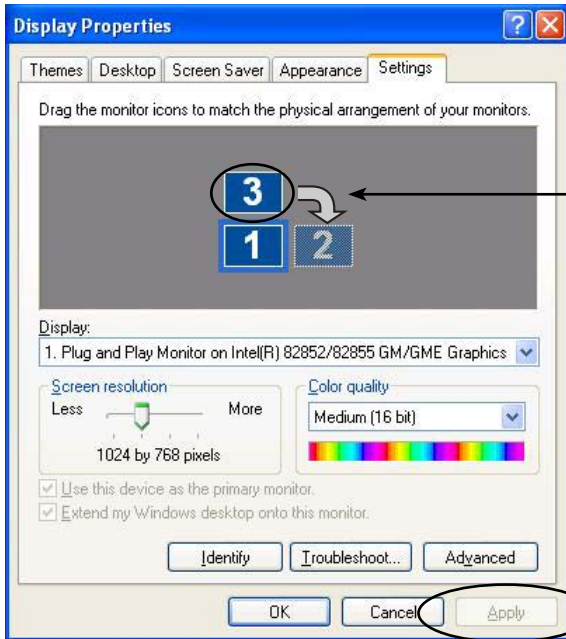 Display Properties
Themes Desktop Screen Saver Appearance Settings
Drag the monitor icons to match the physical arrangement of your monitors.
3
1 2
Display:
1. Plug and Play Monitor on Intel(R) 82852/82855 GM/GME Graphics
Screen resolution
Less More
1024 by 768 pixels
Color quality
Medium (16 bit)
Use this device as the primary monitor.
Extend my Windows desktop onto this monitor.
Identify Troubleshoot... Advanced
OK Cancel Apply